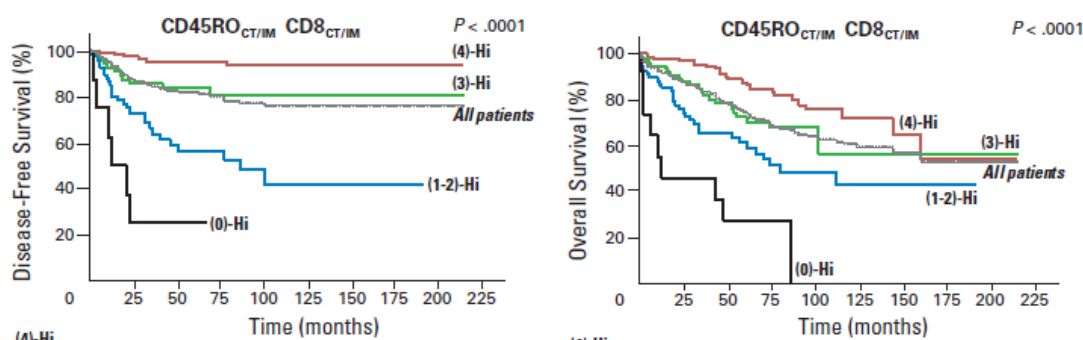 CD45RO CT/IM CD8 CT/IM
P < .0001
Disease-Free Survival (%)
100
80
60
40
20
0
25
50
75
100
125
150
175
200
225
Time (months)
(4)-Hi
(3)-Hi
All patients
(1-2)-Hi
(0)-Hi
(4)-Hi
CD45RO CT/IM CD8 CT/IM
P < .0001
Overall Survival (%)
100
80
60
40
20
0
25
50
75
100
125
150
175
200
225
Time (months)
(4)-Hi
(3)-Hi
All patients
(1-2)-Hi
(0)-Hi